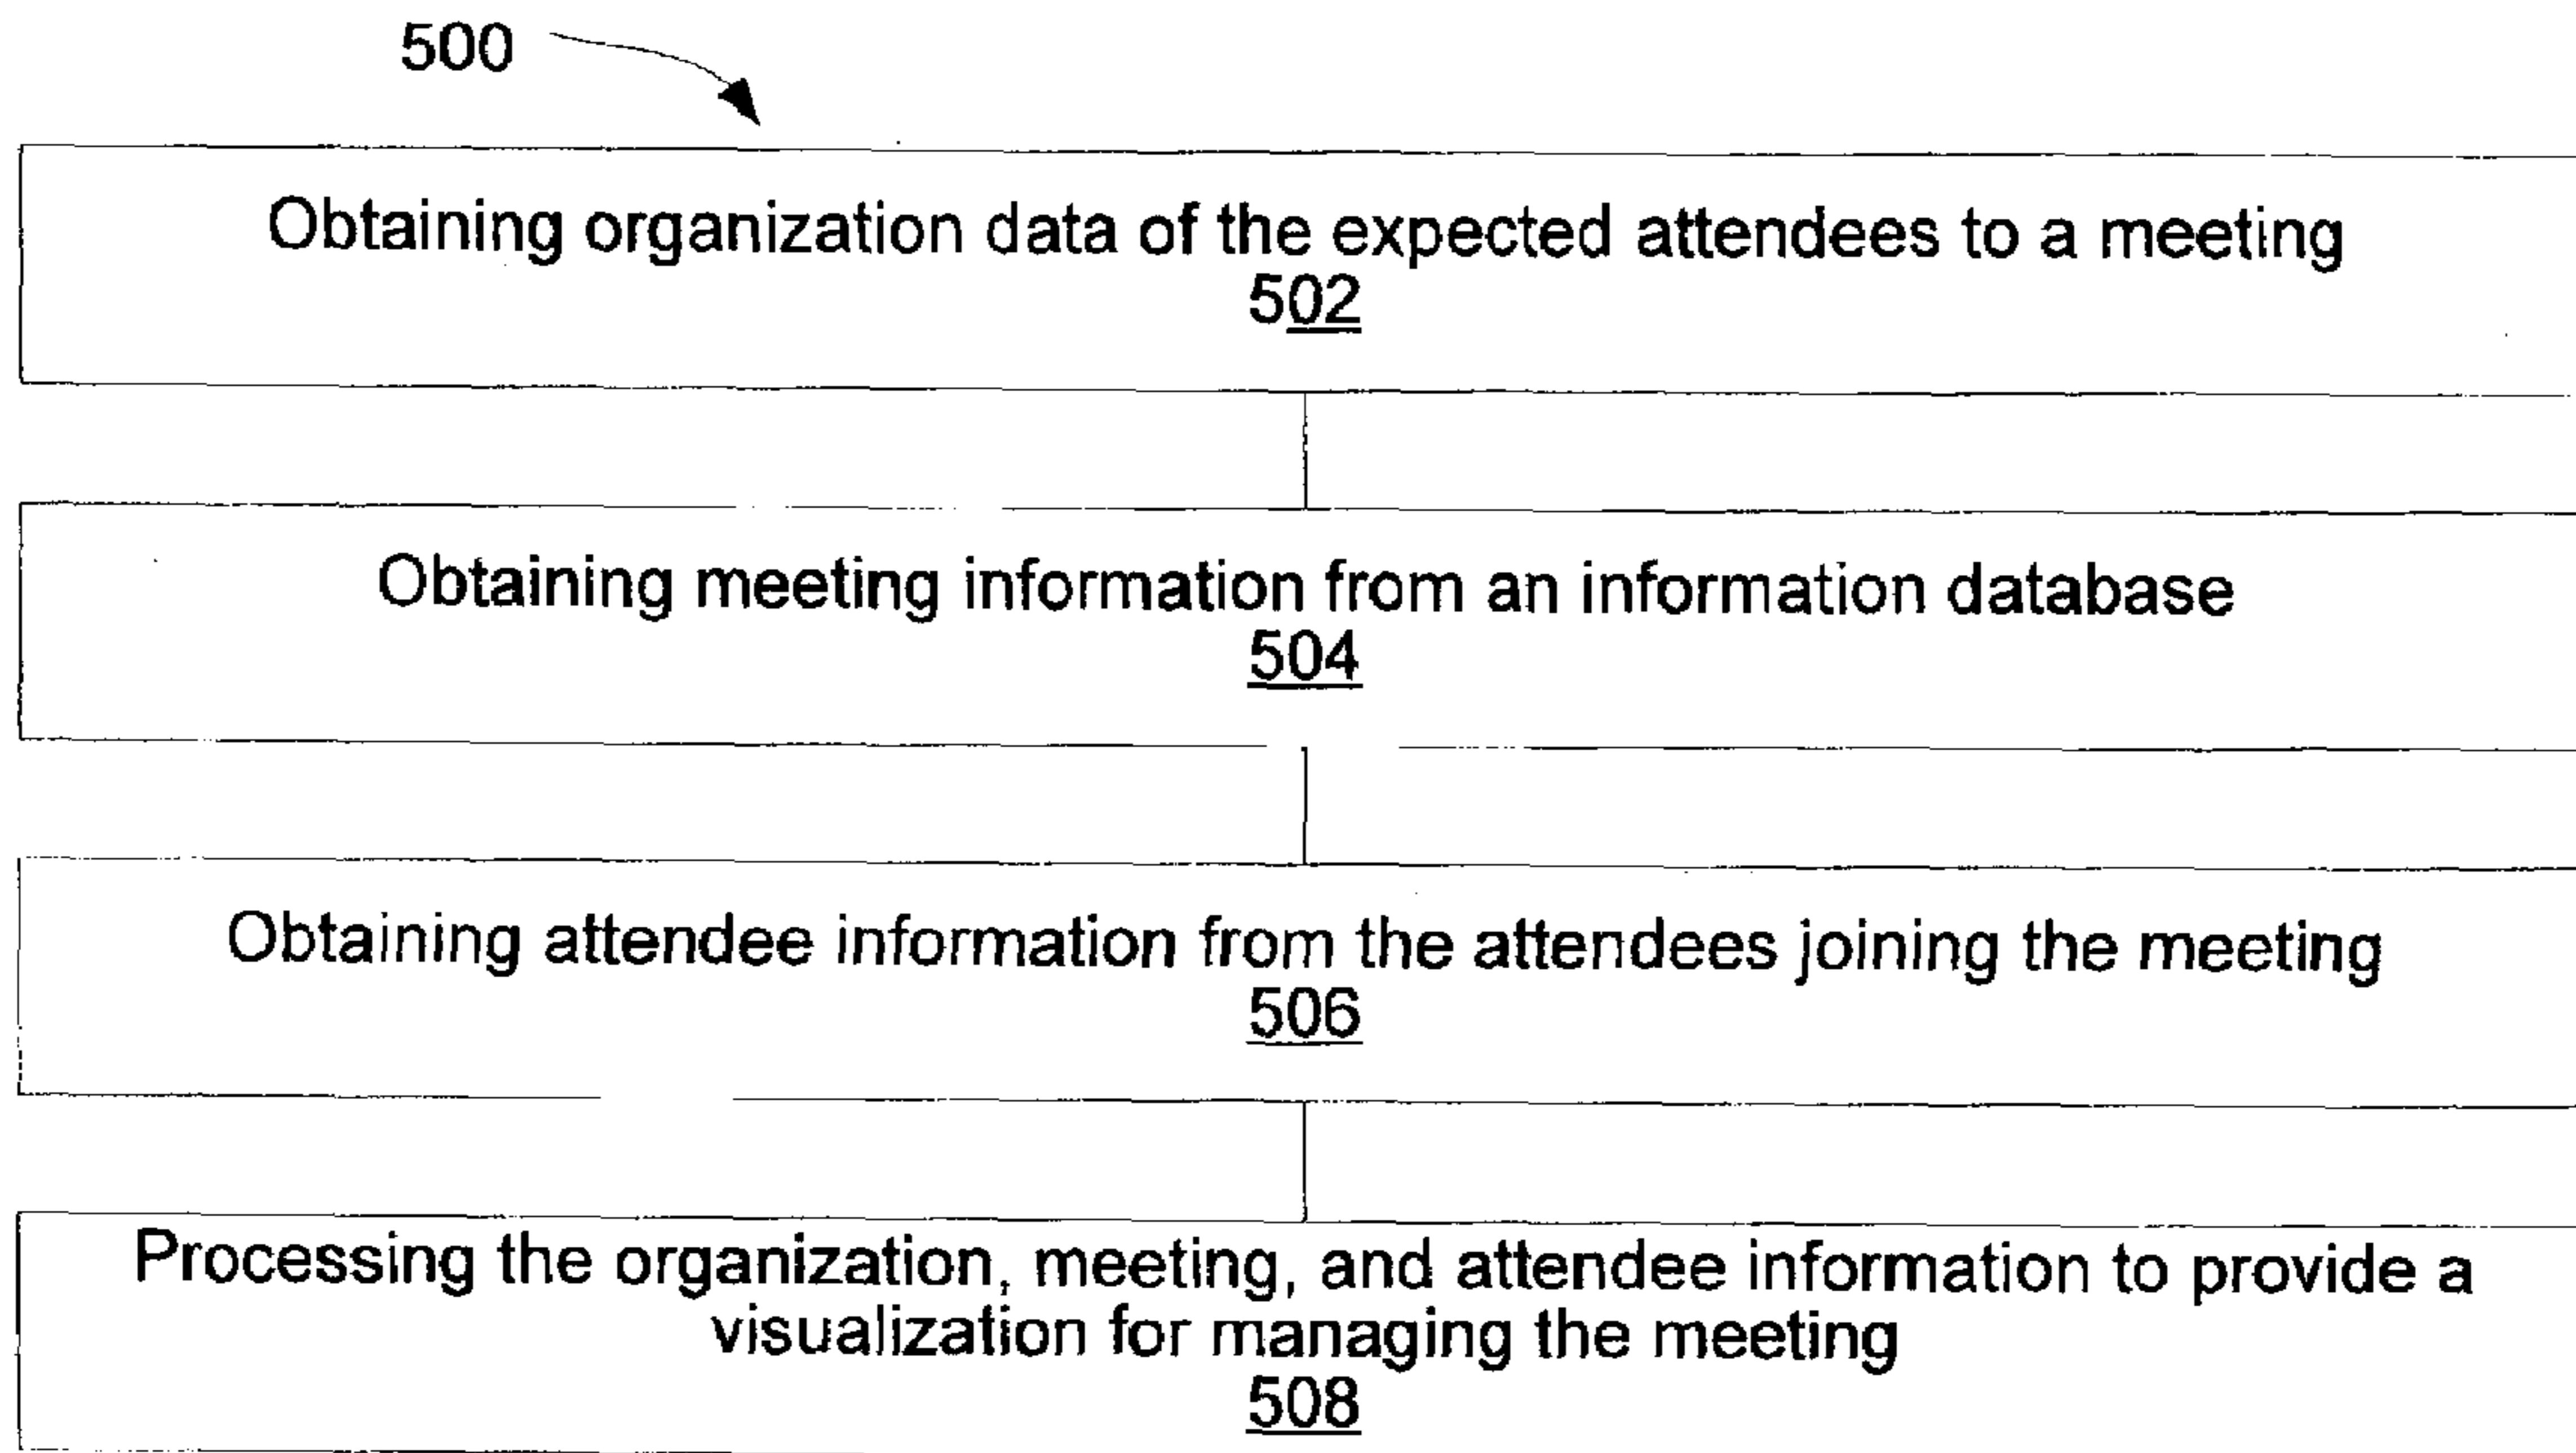 500
Obtaining organization data of the expected attendees to a meeting
502
Obtaining meeting information from an information database
504
Obtaining attendee information from the attendees joining the meeting
506
Processing the organization, meeting, and attendee information to provide a
visualization for managing the meeting
508